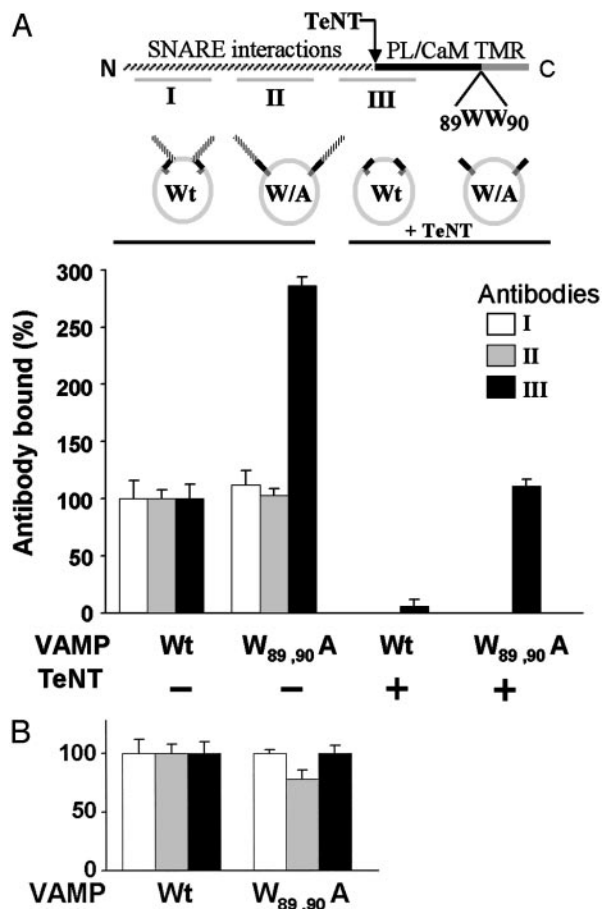 A
TeNT
SNARE interactions PL/CaM TMR
N C
I II III
89WW90
Wt W/A Wt W/A
+ TeNT
Antibody bound (%)
300
250
200
150
100
50
0
Antibodies
I
II
III
VAMP Wt W89,90A Wt W89,90A
TeNT − − + +
B
100
50
0
VAMP Wt W89,90A